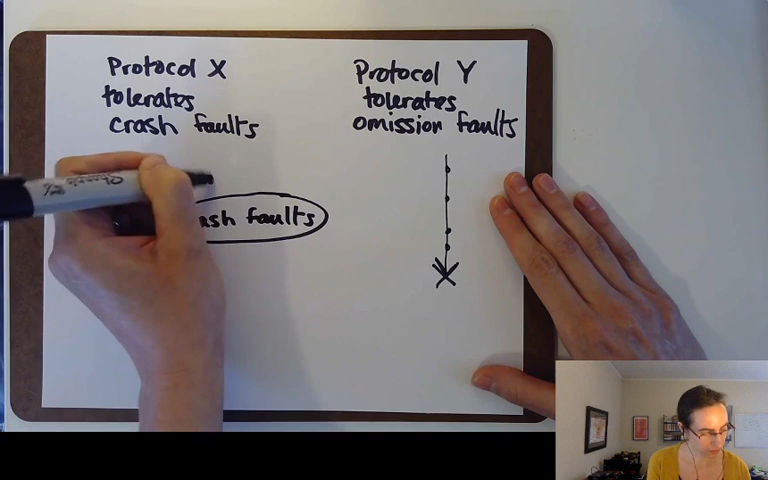 Protocol X
tolerates
crash faults
Protocol Y
tolerates
omission faults
faults